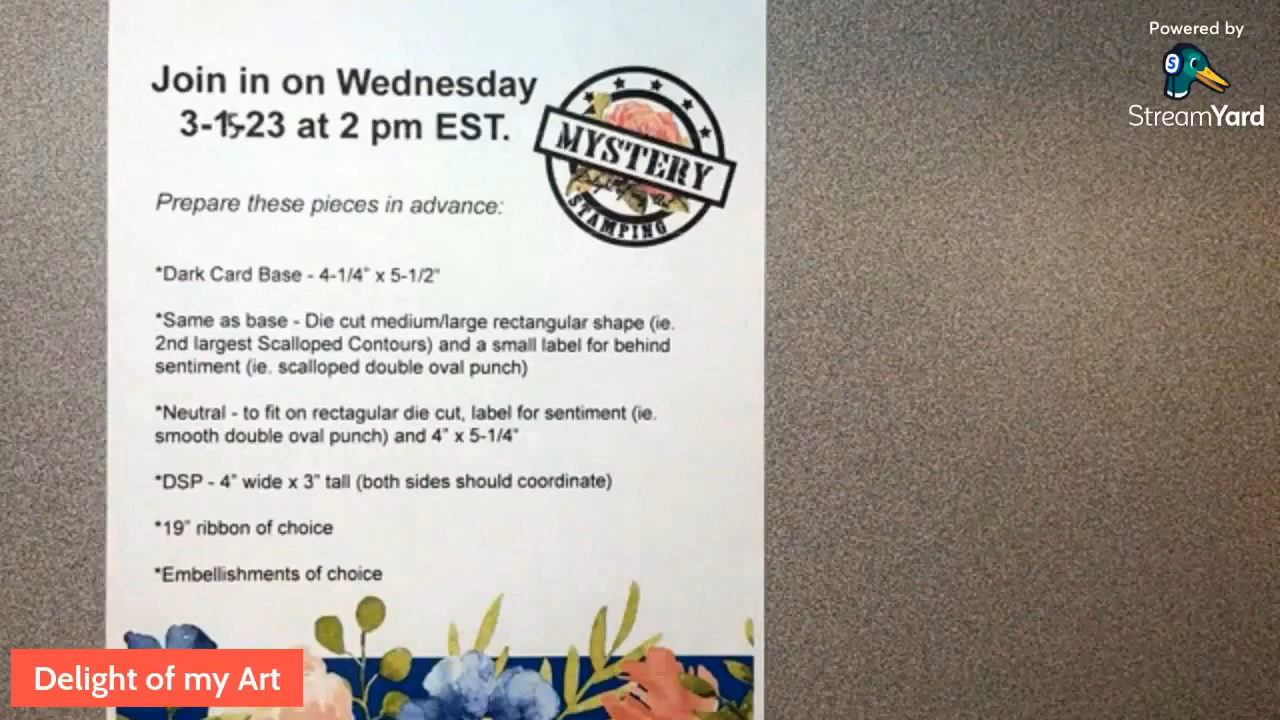 Powered by
StreamYard
Join in on Wednesday
3-15-23 at 2 pm EST.
MYSTERY
STAMPING
Prepare these pieces in advance:
*Dark Card Base - 4-1/4" x 5-1/2"
*Same as base - Die cut medium/large rectangular shape (ie.
2nd largest Scalloped Contours) and a small label for behind
sentiment (ie. scalloped double oval punch)
*Neutral - to fit on rectagular die cut, label for sentiment (ie.
smooth double oval punch) and 4" x 5-1/4"
*DSP - 4" wide x 3" tall (both sides should coordinate)
*19" ribbon of choice
*Embellishments of choice
Delight of my Art